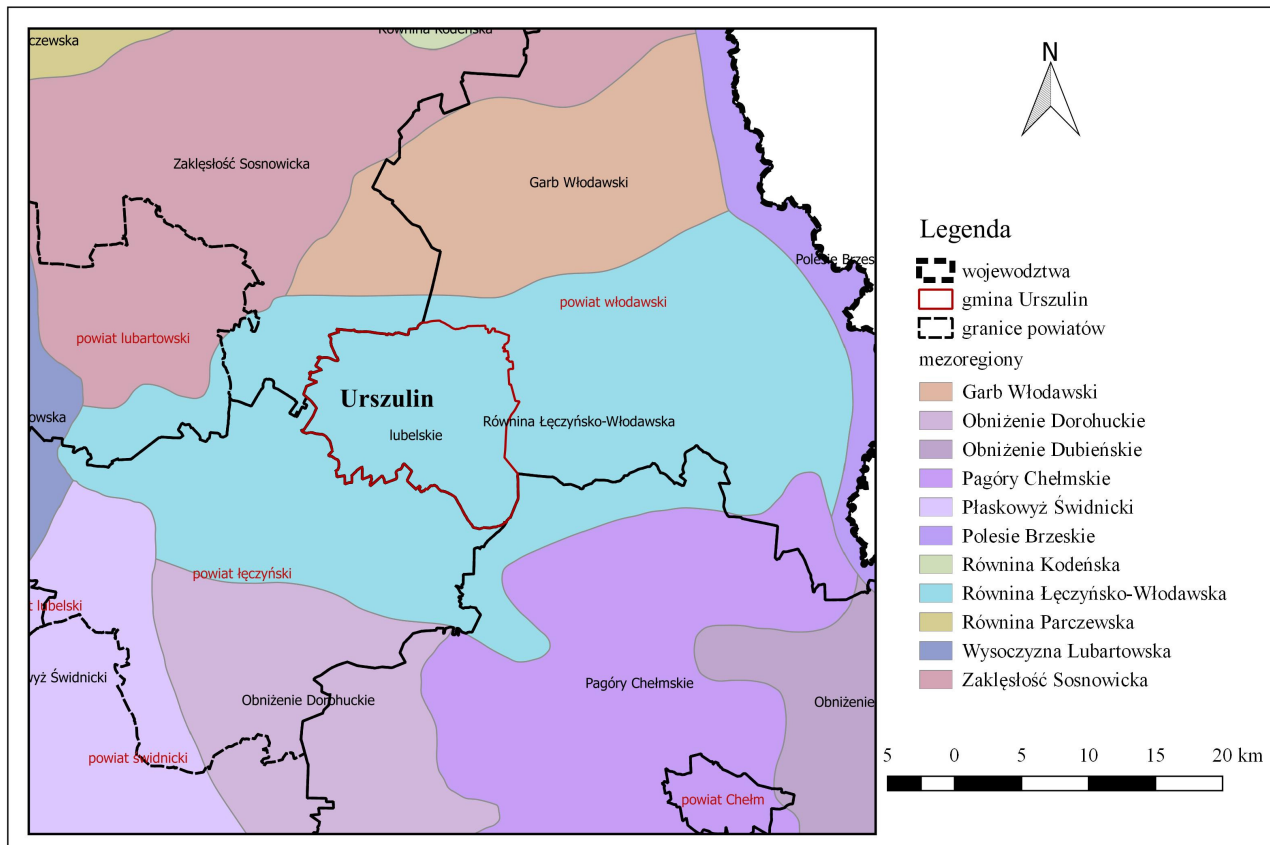 Równina Kodeńska
czewska
N
Zaklęsłość Sosnowicka
Garb Włodawski
Polesie Brzes
powiat włodawski
powiat lubartowski
Urszulin
owska
lubelskie
Równina Łęczyńsko-Włodawska
powiat łęczyński
t lubelski
wyż Świdnicki
Pagóry Chełmskie
Obniżenie Dorohuckie
Obniżenie
powiat świdnicki
powiat Chełm
Legenda
wojewodztwa
gmina Urszulin
granice powiatów
mezoregiony
Garb Włodawski
Obniżenie Dorohuckie
Obniżenie Dubieńskie
Pagóry Chełmskie
Płaskowyż Świdnicki
Polesie Brzeskie
Równina Kodeńska
Równina Łęczyńsko-Włodawska
Równina Parczewska
Wysoczyzna Lubartowska
Zaklęsłość Sosnowicka
5 0 5 10 15 20 km